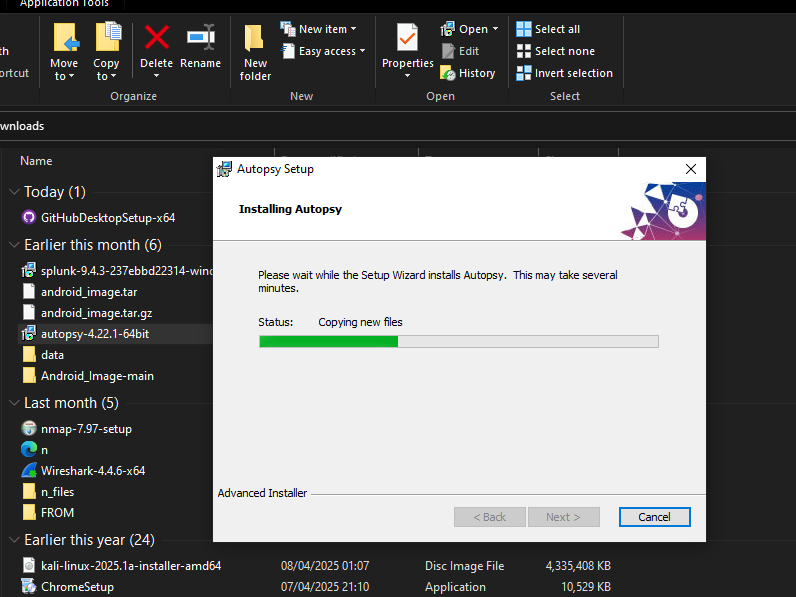 Application Tools
Move to
Copy to
Delete
Rename
New folder
New item
Easy access
Properties
Open
Edit
History
Select all
Select none
Invert selection
th
ortcut
Organize
New
Open
Select
wnloads
Name
Today (1)
GitHubDesktopSetup-x64
Earlier this month (6)
splunk-9.4.3-237ebbd22314-wind
android_image.tar
android_image.tar.gz
autopsy-4.22.1-64bit
data
Android_Image-main
Last month (5)
nmap-7.97-setup
n
Wireshark-4.4.6-x64
n_files
FROM
Earlier this year (24)
kali-linux-2025.1a-installer-amd64 08/04/2025 01:07 Disc Image File 4,335,408 KB
ChromeSetup 07/04/2025 21:10 Application 10,529 KB
Autopsy Setup
Installing Autopsy
Please wait while the Setup Wizard installs Autopsy. This may take several
minutes.
Status: Copying new files
Advanced Installer
< Back
Next >
Cancel